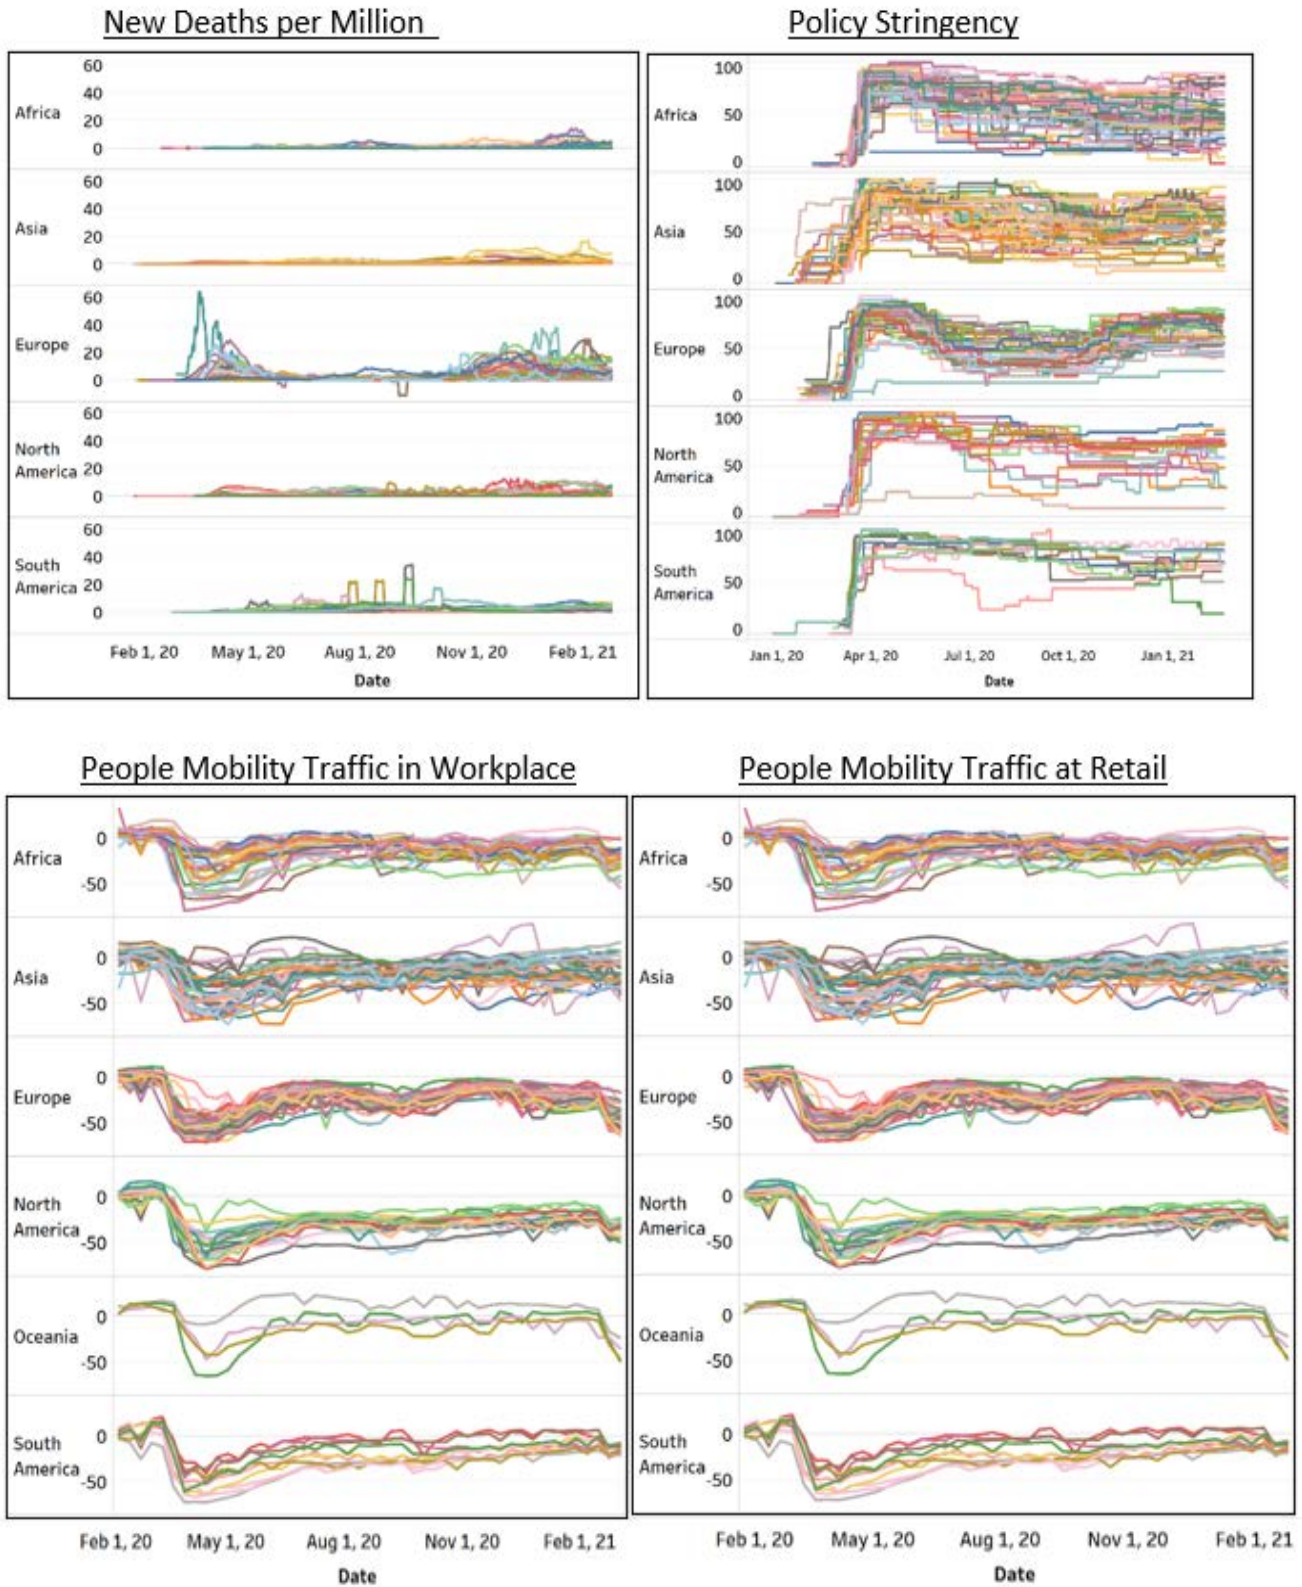 New Deaths per Million
Policy Stringency
Africa
60
40
20
0
Asia
60
40
20
0
Europe
60
40
20
0
North
America
60
40
20
0
South
America
60
40
20
0
Feb 1, 20 May 1, 20 Aug 1, 20 Nov 1, 20 Feb 1, 21
Date
Africa
100
50
0
Asia
100
50
0
Europe
100
50
0
North
America
100
50
0
South
America
100
50
0
Jan 1, 20 Apr 1, 20 Jul 1, 20 Oct 1, 20 Jan 1, 21
Date
People Mobility Traffic in Workplace
People Mobility Traffic at Retail
Africa
0
-50
Asia
0
-50
Europe
0
-50
North
America
0
-50
Oceania
0
-50
South
America
0
-50
Feb 1, 20 May 1, 20 Aug 1, 20 Nov 1, 20 Feb 1, 21
Date
Africa
0
-50
Asia
0
-50
Europe
0
-50
North
America
0
-50
Oceania
0
-50
South
America
0
-50
Feb 1, 20 May 1, 20 Aug 1, 20 Nov 1, 20 Feb 1, 21
Date